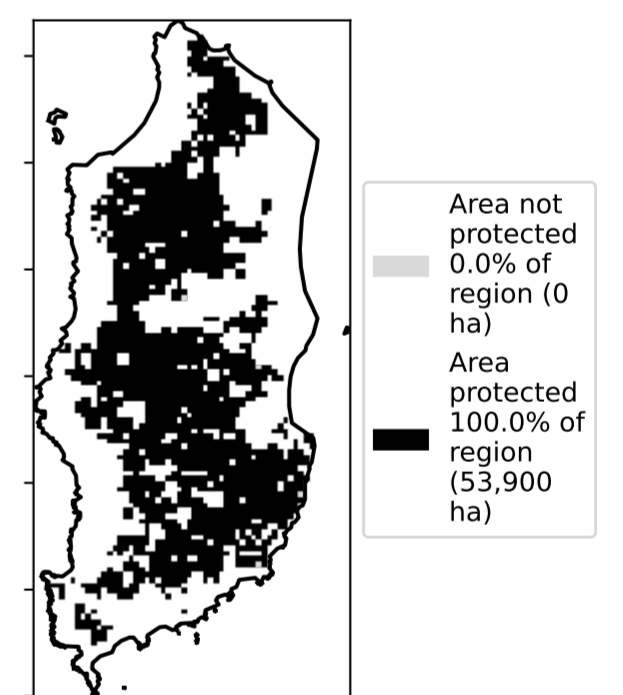 Area not
protected
0.0% of
region (0
ha)
Area
protected
100.0% of
region
(53,900
ha)